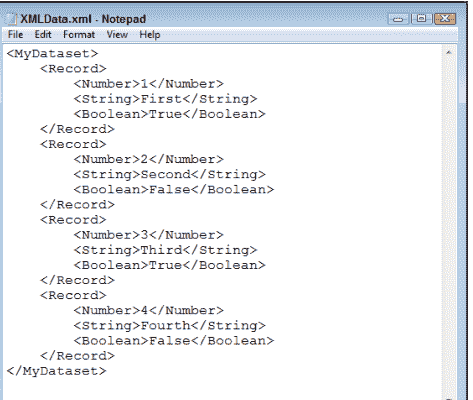 XMLData.xml - Notepad
File Edit Format View Help
<MyDataset>
    <Record>
        <Number>1</Number>
        <String>First</String>
        <Boolean>True</Boolean>
    </Record>
    <Record>
        <Number>2</Number>
        <String>Second</String>
        <Boolean>False</Boolean>
    </Record>
    <Record>
        <Number>3</Number>
        <String>Third</String>
        <Boolean>True</Boolean>
    </Record>
    <Record>
        <Number>4</Number>
        <String>Fourth</String>
        <Boolean>False</Boolean>
    </Record>
</MyDataset>